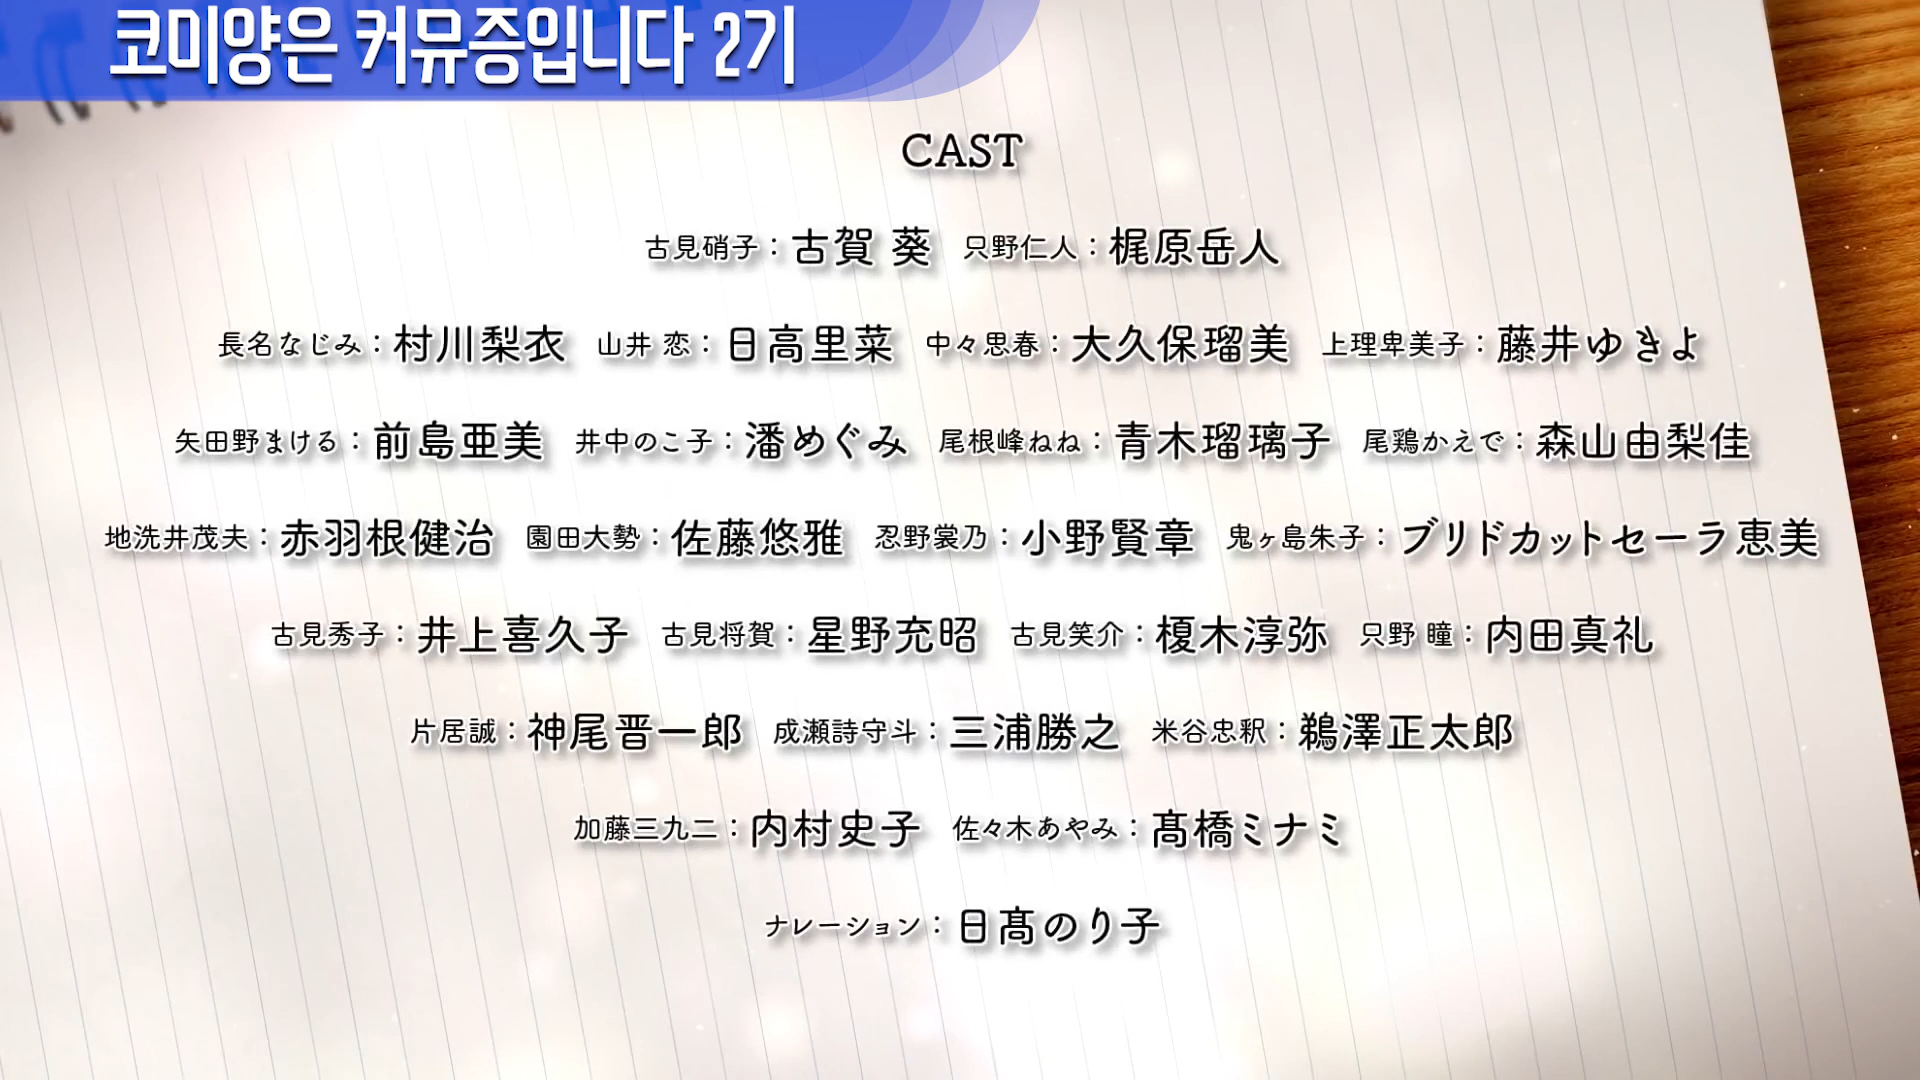 코미양은 커뮤증입니다 2기
CAST
古見硝子：古賀 葵 只野仁人：梶原岳人
長名なじみ：村川梨衣 山井 恋：日高里菜 中々思春：大久保瑠美 上理卑美子：藤井ゆきよ
矢田野まける：前島亜美 井中のこ子：潘めぐみ 尾根峰ねね：青木瑠璃子 尾鶏かえで：森山由梨佳
地洗井茂夫：赤羽根健治 園田大勢：佐藤悠雅 忍野裳乃：小野賢章 鬼ヶ島朱子：ブリドカットセーラ恵美
古見秀子：井上喜久子 古見将賀：星野充昭 古見笑介：榎木淳弥 只野 瞳：内田真礼
片居誠：神尾晋一郎 成瀬詩守斗：三浦勝之 米谷忠釈：鵜澤正太郎
加藤三九二：内村史子 佐々木あやみ：髙橋ミナミ
ナレーション：日髙のり子